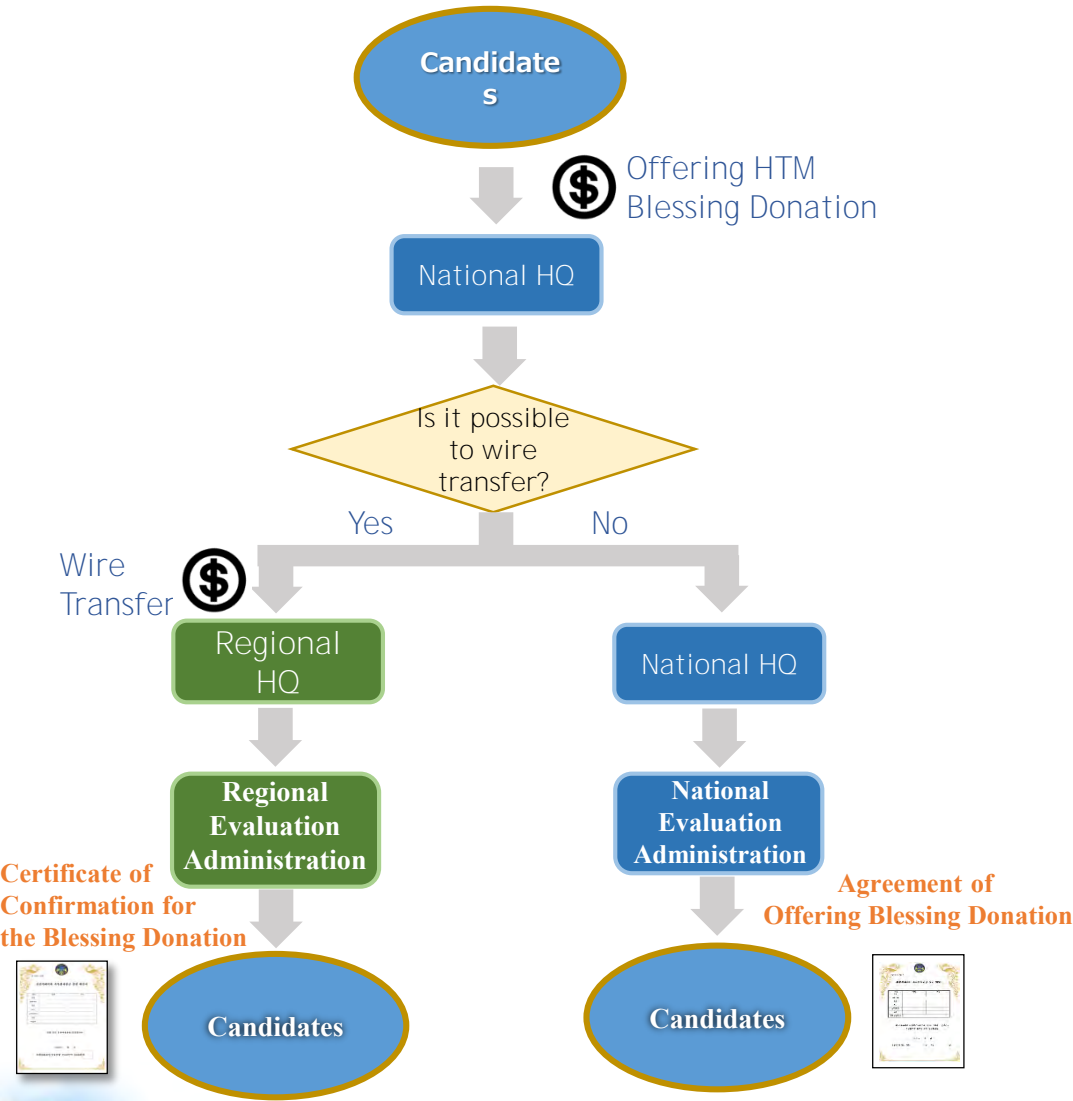 Candidate
s
Offering HTM
Blessing Donation
National HQ
Is it possible
to wire
transfer?
Yes
No
Wire
Transfer
Regional
HQ
National HQ
Regional
Evaluation
Administration
National
Evaluation
Administration
Certificate of
Confirmation for
the Blessing Donation
Agreement of
Offering Blessing Donation
Candidates
Candidates